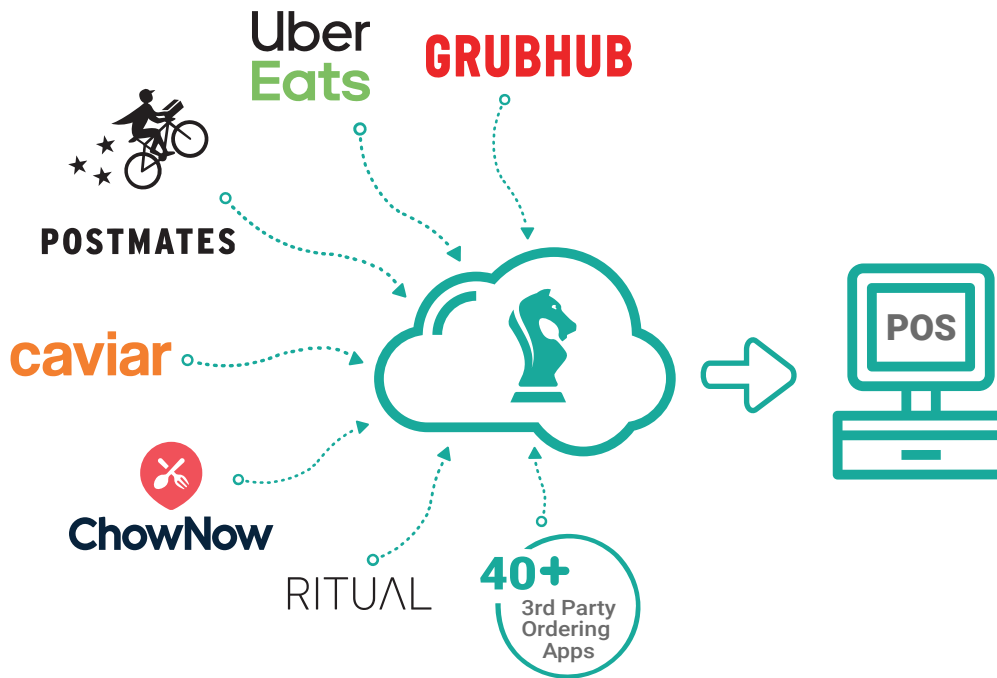 Uber
Eats
GRUBHUB
POSTMATES
caviar
ChowNow
RITUAL
40+
3rd Party
Ordering
Apps
POS